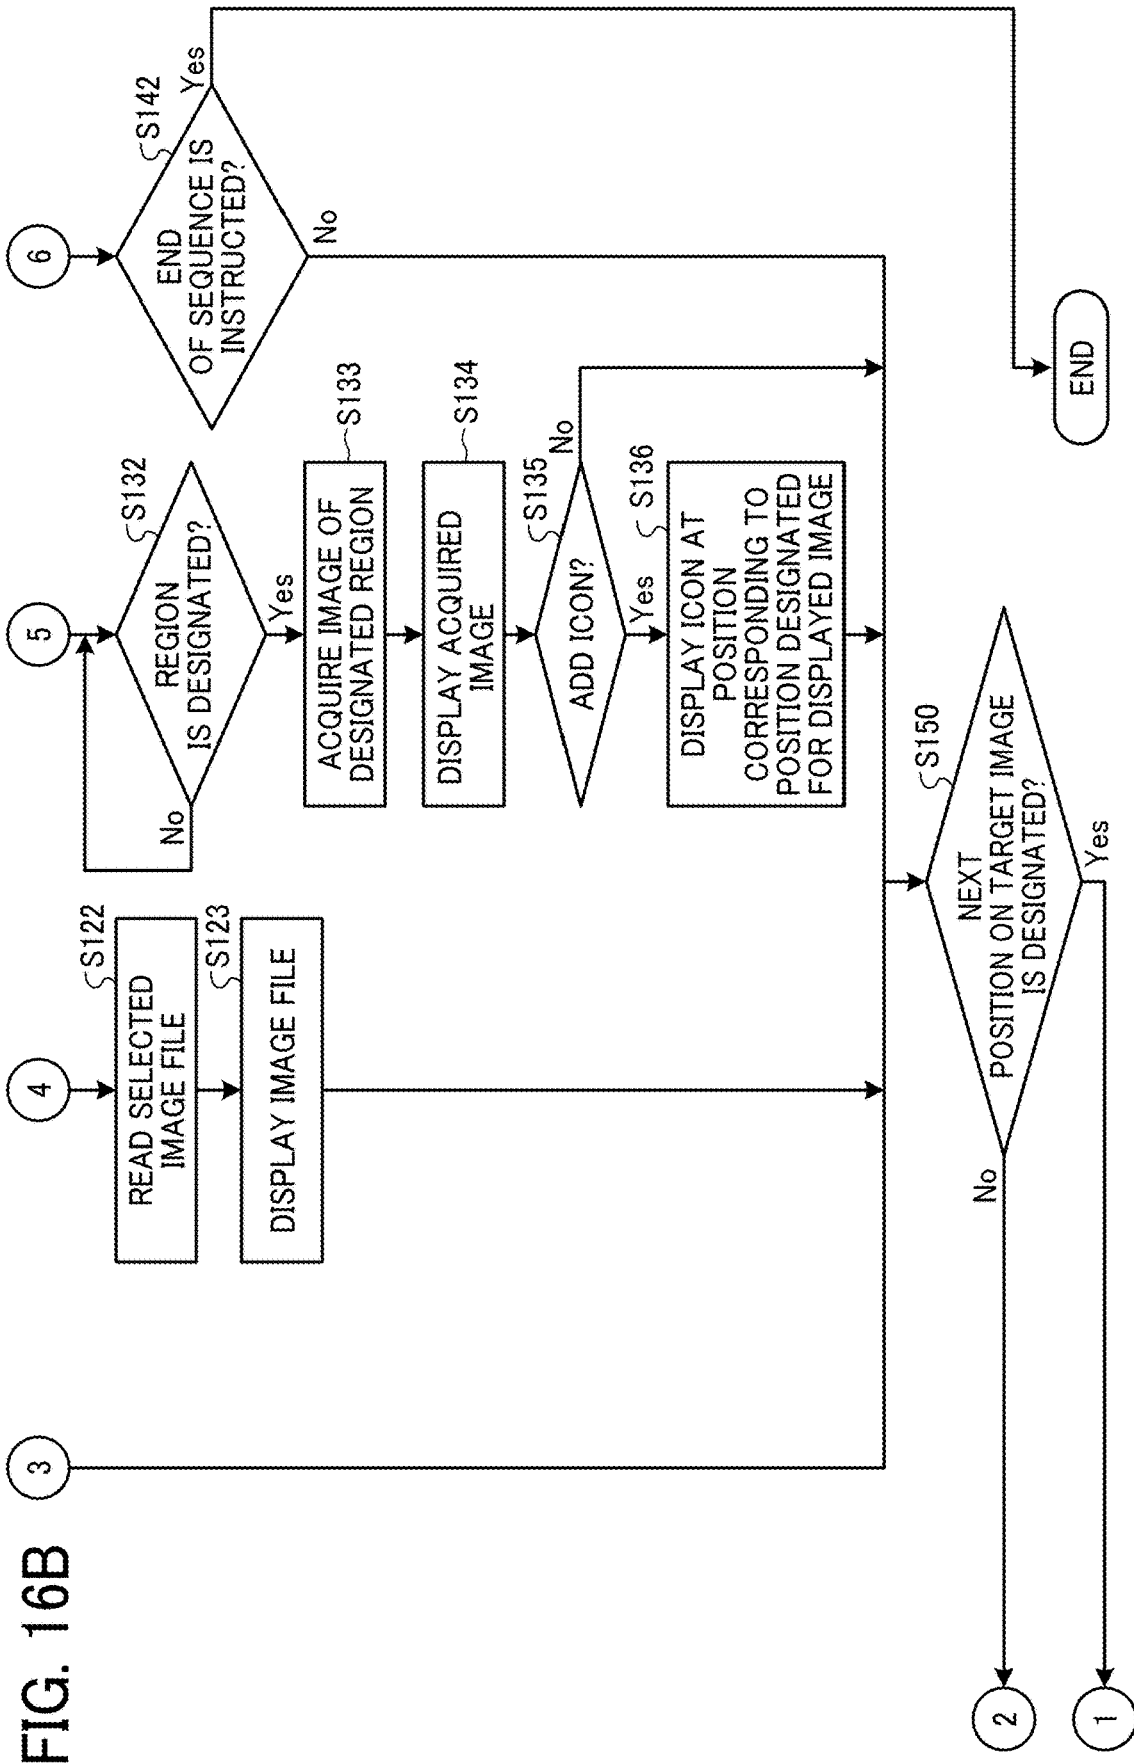 FIG. 16B
3
4
5
6
READ SELECTED
IMAGE FILE
S122
DISPLAY IMAGE FILE
S123
REGION
IS DESIGNATED?
S132
No
Yes
ACQUIRE IMAGE OF
DESIGNATED REGION
S133
DISPLAY ACQUIRED
IMAGE
S134
ADD ICON?
S135
No
Yes
DISPLAY ICON AT
POSITION
CORRESPONDING TO
POSITION DESIGNATED
FOR DISPLAYED IMAGE
S136
END
OF SEQUENCE IS
INSTRUCTED?
S142
Yes
No
NEXT
POSITION ON TARGET IMAGE
IS DESIGNATED?
S150
No
Yes
2
1
END